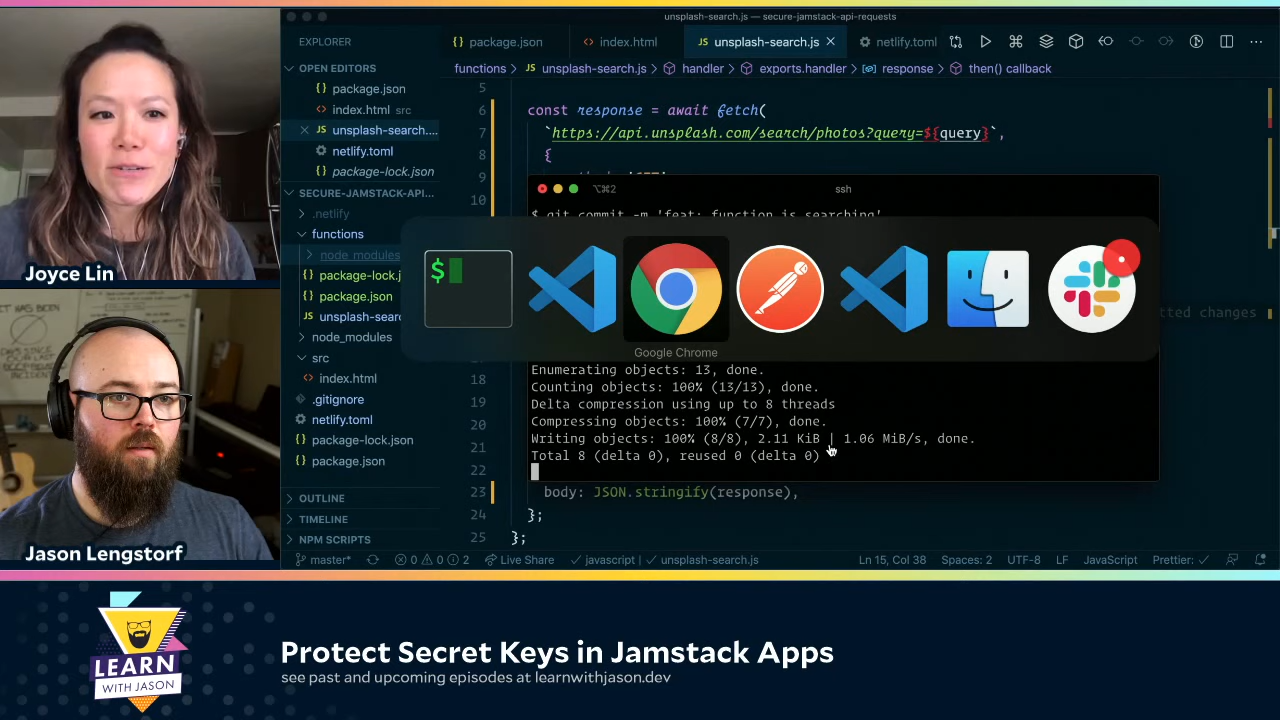 unsplash-search.js — secure-jamstack-api-requests
EXPLORER
package.json
index.html
JS unsplash-search.js
netlify.toml
OPEN EDITORS
package.json
index.html src
JS unsplash-search....
netlify.toml
package-lock.json
SECURE-JAMSTACK-API-...
.netlify
functions
node_modules
package-lock.j
package.json
JS unsplash-searc
node_modules
src
index.html
.gitignore
netlify.toml
package-lock.json
package.json
OUTLINE
TIMELINE
NPM SCRIPTS
functions > JS unsplash-search.js > handler > exports.handler > response > then() callback
5
6 const response = await fetch(
7 `https://api.unsplash.com/search/photos?query=${query}`,
8 {
9
10
ssh
⌥⌘2
$ git commit -m 'feat: function is searching'
tted changes
$
Google Chrome
Enumerating objects: 13, done.
Counting objects: 100% (13/13), done.
Delta compression using up to 8 threads
Compressing objects: 100% (7/7), done.
Writing objects: 100% (8/8), 2.11 KiB | 1.06 MiB/s, done.
Total 8 (delta 0), reused 0 (delta 0)
18
19
20
21
22
23 body: JSON.stringify(response),
24 };
25 };
master* 0 0 2 Live Share ✓ javascript | ✓ unsplash-search.js Ln 15, Col 38 Spaces: 2 UTF-8 LF JavaScript Prettier: ✓
Joyce Lin
Jason Lengstorf
LEARN
WITH JASON
Protect Secret Keys in Jamstack Apps
see past and upcoming episodes at learnwithjason.dev